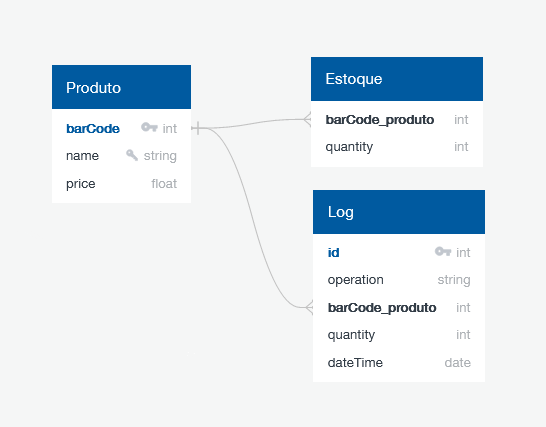 Produto
barCode int
name string
price float
Estoque
barCode_produto int
quantity int
Log
id int
operation string
barCode_produto int
quantity int
dateTime date